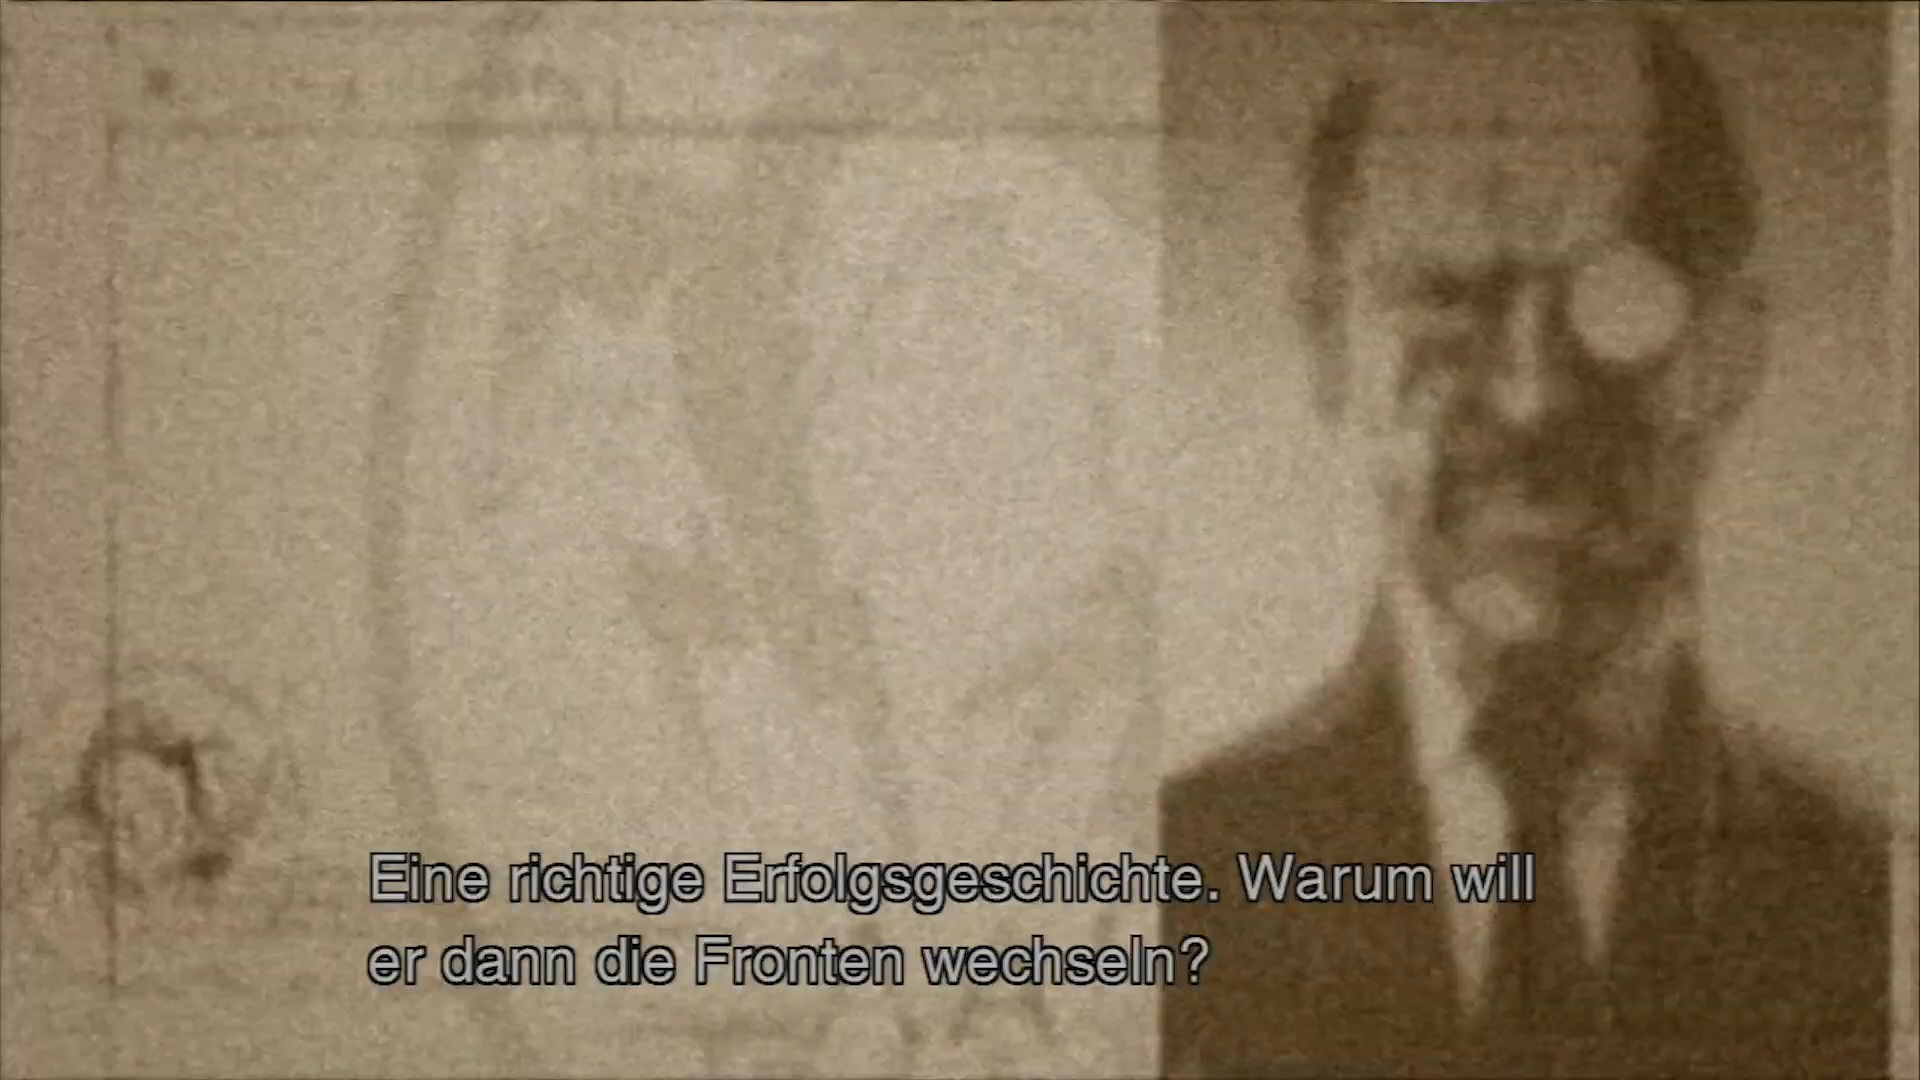 Eine richtige Erfolgsgeschichte. Warum will
er dann die Fronten wechseln?